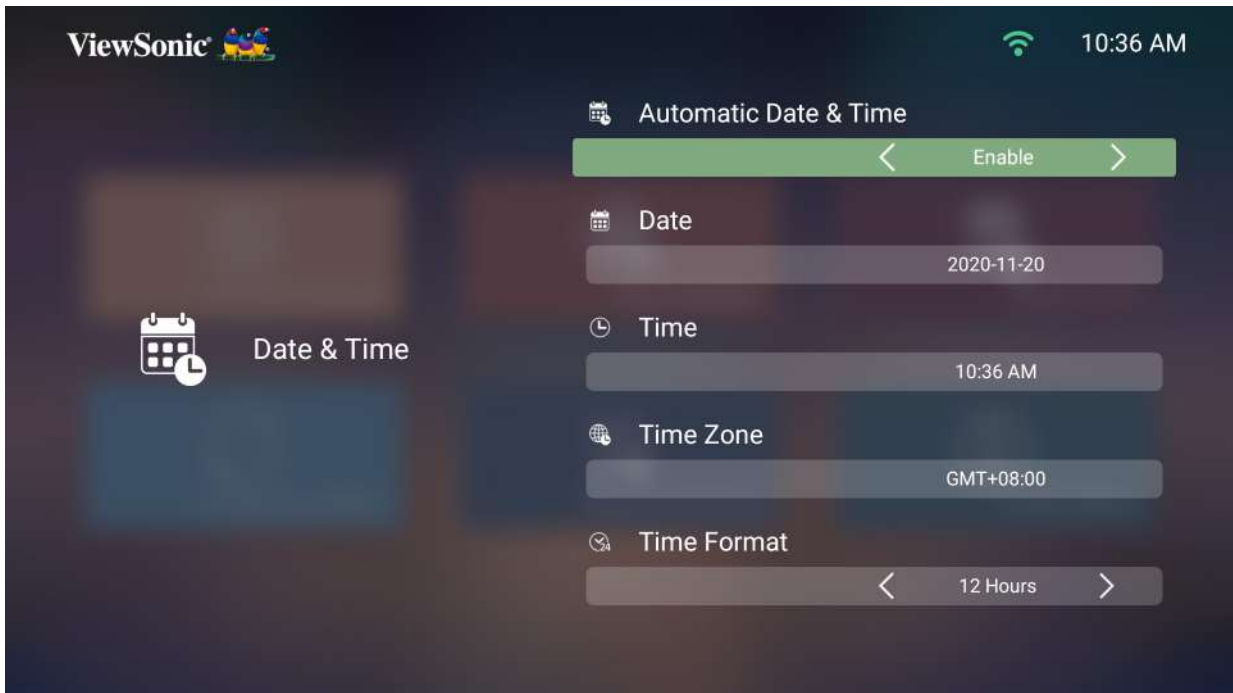 ViewSonic®
10:36 AM
Automatic Date & Time
Enable
Date
2020-11-20
Time
10:36 AM
Date & Time
Time Zone
GMT+08:00
24
Time Format
12 Hours